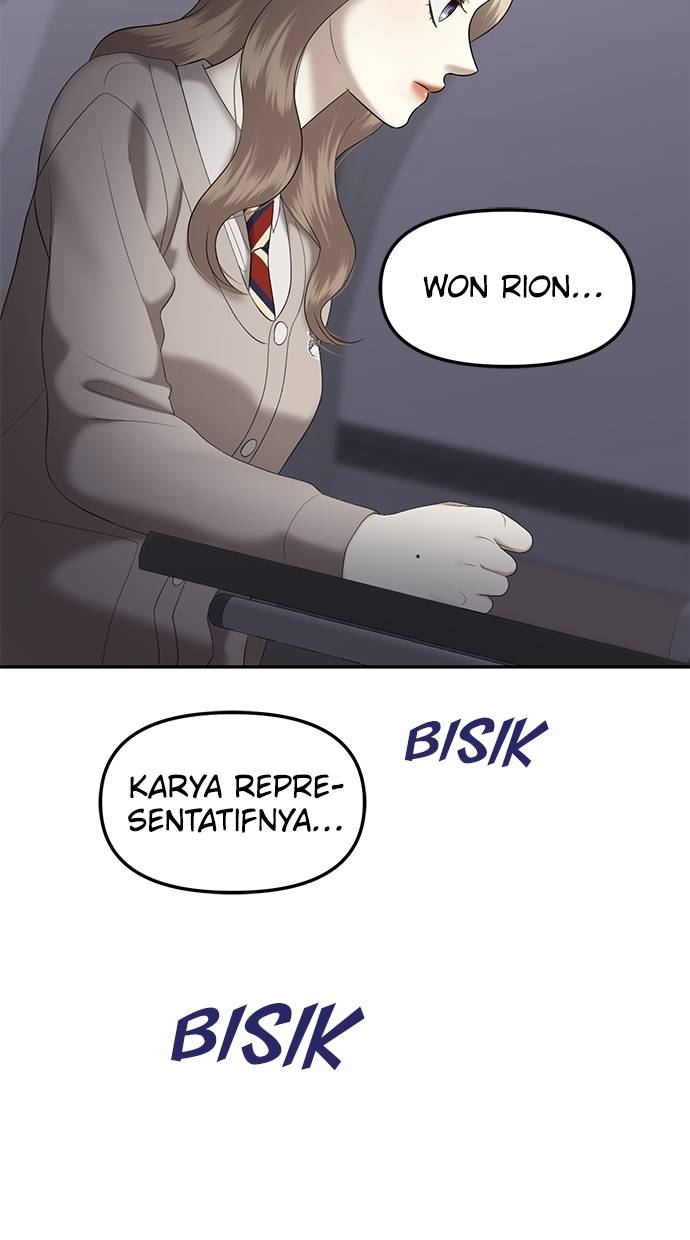 WON RION...
BISIK
KARYA REPRE-
SENTATIFNYA...
BISIK